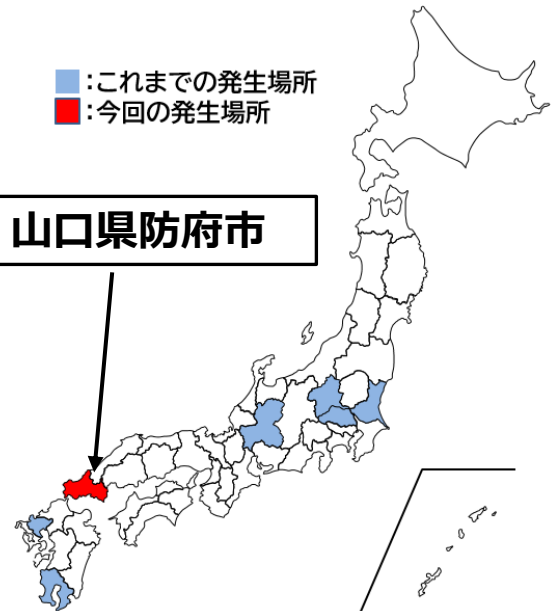 ：これまでの発生場所
：今回の発生場所
山口県防府市